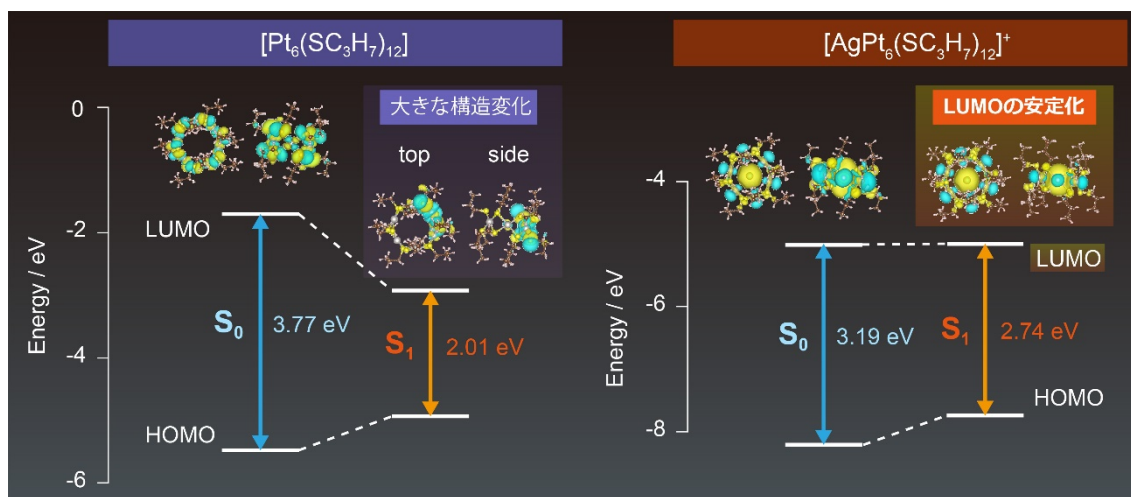 [Pt₆(SC₃H₇)₁₂]
0
-2
-4
-6
Energy / eV
大きな構造変化
top side
LUMO
S₀ 3.77 eV
S₁ 2.01 eV
HOMO
[AgPt₆(SC₃H₇)₁₂]⁺
-4
-6
-8
Energy / eV
LUMOの安定化
LUMO
S₀ 3.19 eV
S₁ 2.74 eV
HOMO